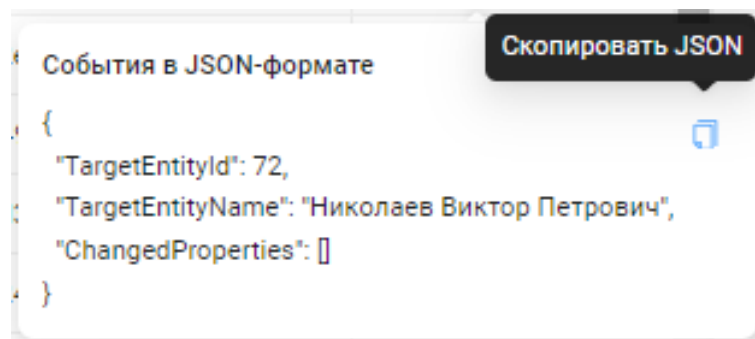 Скопировать JSON
События в JSON-формате
{
"TargetEntityId": 72,
"TargetEntityName": "Николаев Виктор Петрович",
"ChangedProperties": []
}